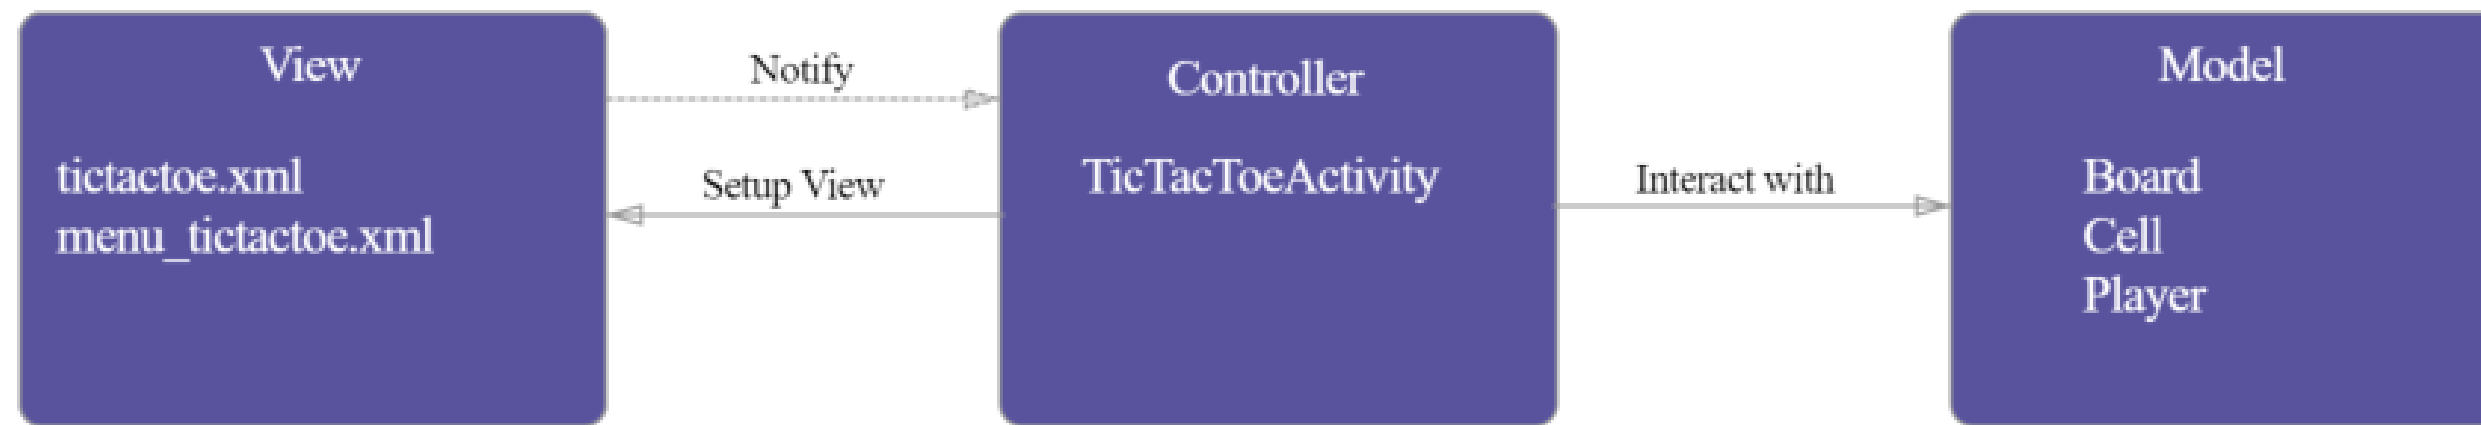 View
tictactoe.xml
menu_tictactoe.xml
Notify
Setup View
Controller
TicTacToeActivity
Interact with
Model
Board
Cell
Player